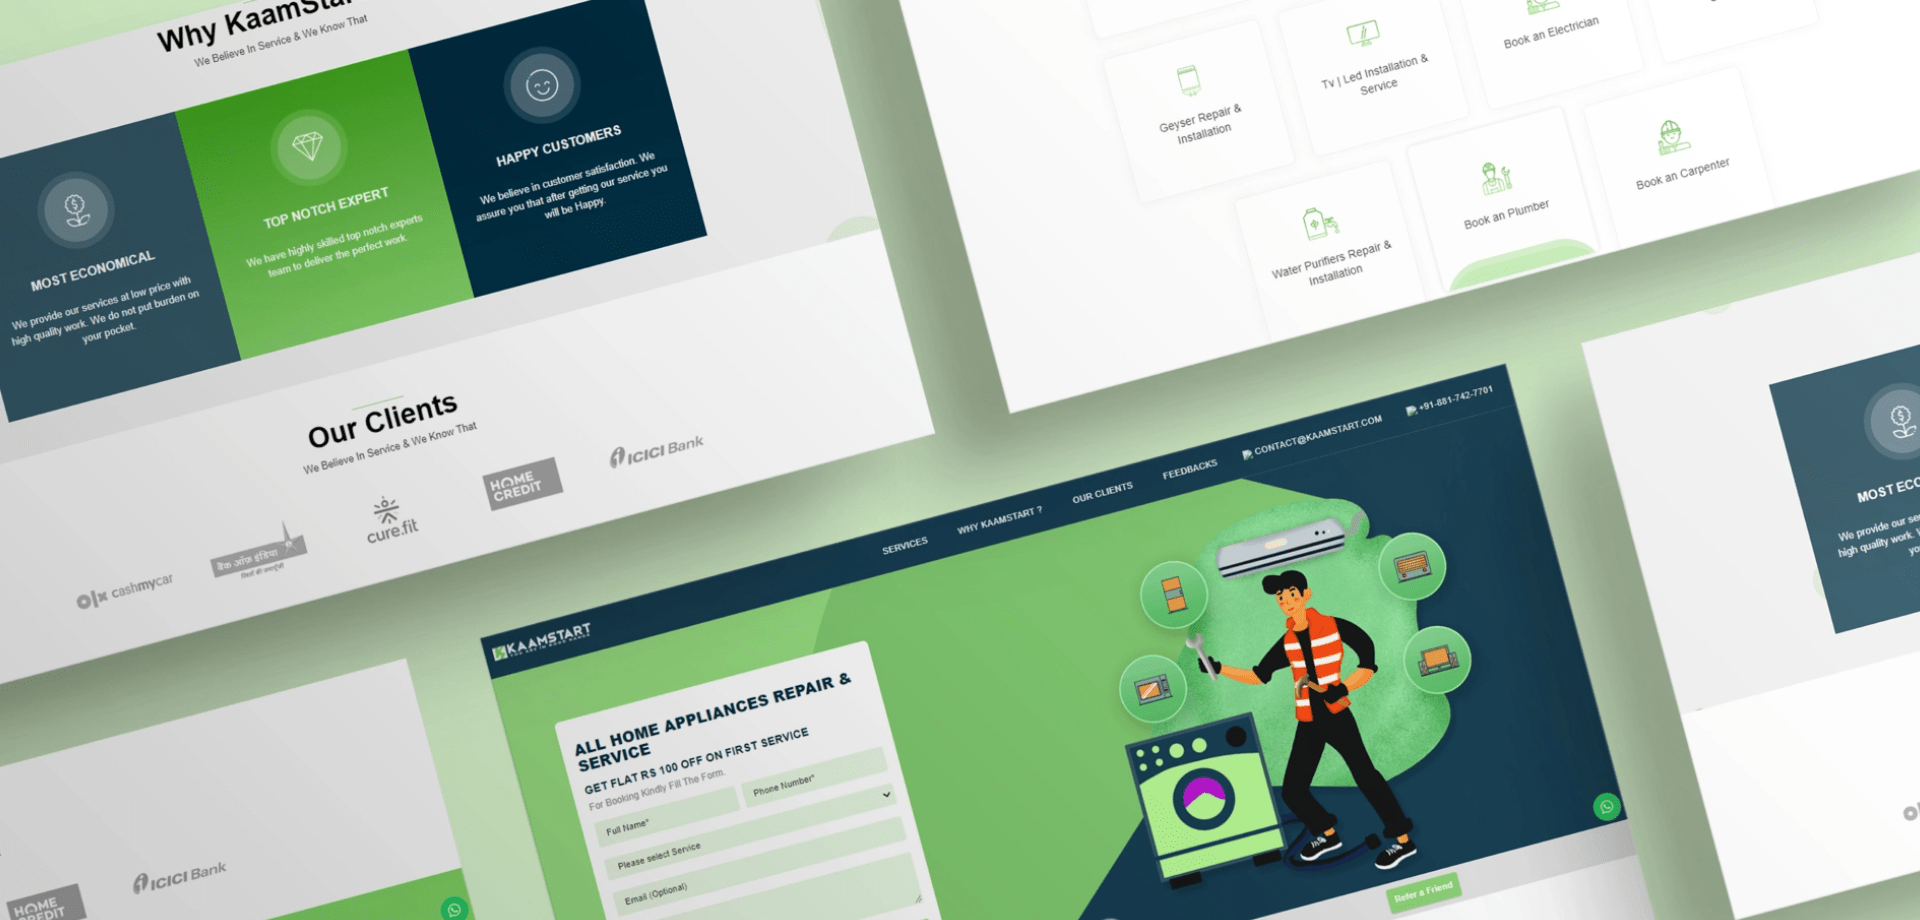 Why KaamStar
We Believe In Service & We Know That
MOST ECONOMICAL
We provide our services at low price with
high quality work. We do not put burden on
your pocket.
TOP NOTCH EXPERT
We have highly skilled top notch experts
team to deliver the perfect work.
HAPPY CUSTOMERS
We believe in customer satisfaction. We
assure you that after getting our service you
will be Happy.
Our Clients
We Believe In Service & We Know That
olx cashmycar
बैंक ऑफ़ इंडिया
cure.fit
HOME
CREDIT
ICICI Bank
Geyser Repair &
Installation
Tv | Led Installation &
Service
Book an Electrician
Water Purifiers Repair &
Installation
Book an Plumber
Book an Carpenter
KAAMSTART
SERVICES
WHY KAAMSTART ?
OUR CLIENTS
FEEDBACKS
CONTACT@KAAMSTART.COM
+91-881-742-7701
ALL HOME APPLIANCES REPAIR &
SERVICE
GET FLAT RS 100 OFF ON FIRST SERVICE
For Booking Kindly Fill The Form.
Full Name*
Phone Number*
Please select Service
Email (Optional)
Refer a Friend
HOME
CREDIT
ICICI Bank
MOST ECO
We provide our se
high quality work.